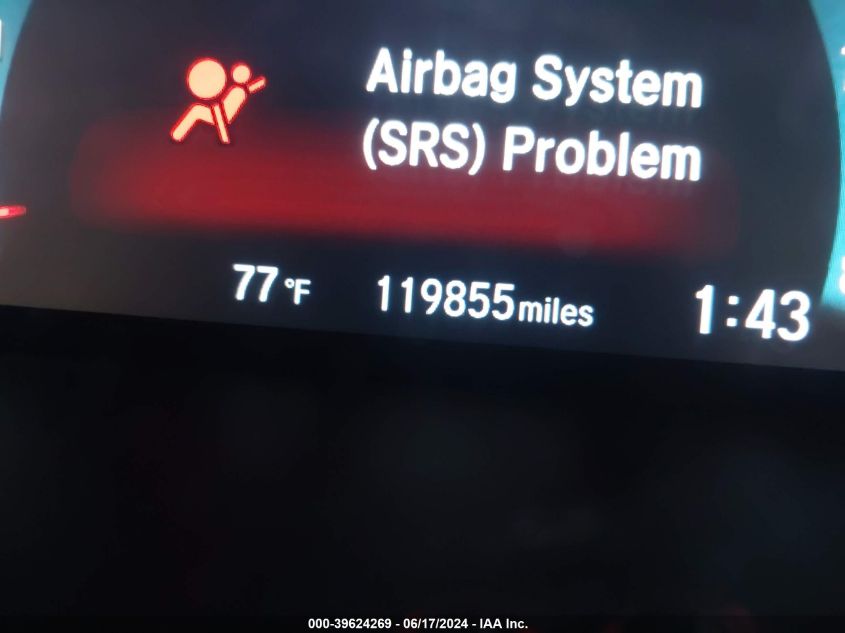 Airbag System
(SRS) Problem
77 °F 119855 miles 1:43
000-39624269 - 06/17/2024 - IAA Inc.